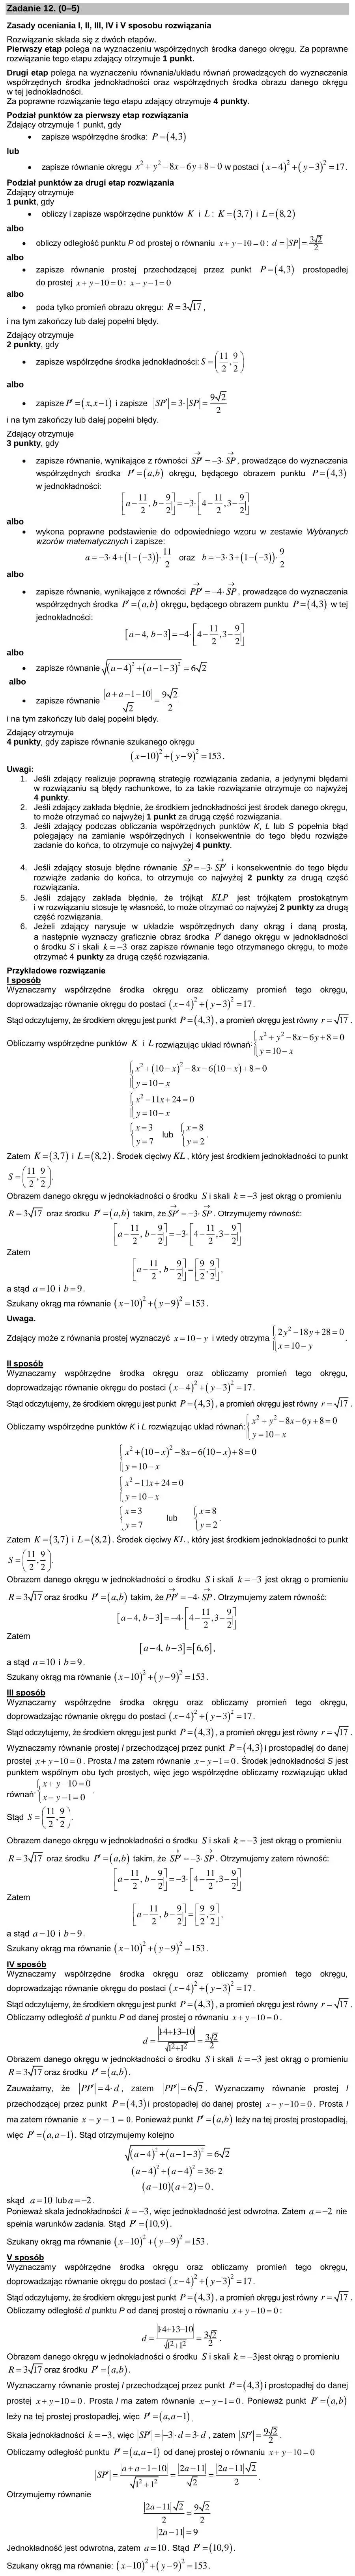 Zadanie 12. (0–5)
Zasady oceniania I, II, III, IV i V sposobu rozwiązania
Rozwiązanie składa się z dwóch etapów.
Pierwszy etap polega na wyznaczeniu współrzędnych środka danego okręgu. Za poprawne
rozwiązanie tego etapu zdający otrzymuje 1 punkt.
Drugi etap polega na wyznaczeniu równania/układu równań prowadzących do wyznaczenia
współrzędnych środka jednokładności oraz współrzędnych środka obrazu danego okręgu
w tej jednokładności.
Za poprawne rozwiązanie tego etapu zdający otrzymuje 4 punkty.
Podział punktów za pierwszy etap rozwiązania
Zdający otrzymuje 1 punkt, gdy
• zapisze współrzędne środka: P = (4,3)
lub
• zapisze równanie okręgu x² + y² − 8x − 6y + 8 = 0 w postaci (x−4)² + (y−3)² = 17.
Podział punktów za drugi etap rozwiązania
Zdający otrzymuje
1 punkt, gdy
• obliczy i zapisze współrzędne punktów K i L: K = (3,7) i L = (8,2)
albo
• obliczy odległość punktu P od prostej o równaniu x + y − 10 = 0: d = |SP| = 3√2/2
albo
• zapisze równanie prostej przechodzącej przez punkt P = (4,3) prostopadłej
do prostej x + y − 10 = 0: x − y − 1 = 0
albo
• poda tylko promień obrazu okręgu: R = 3√17,
i na tym zakończy lub dalej popełni błędy.
Zdający otrzymuje
2 punkty, gdy
• zapisze współrzędne środka jednokładności: S = (11/2, 9/2)
albo
• zapisze P′ = (x, x−1) i zapisze |SP′| = 3·|SP| = 9√2/2
i na tym zakończy lub dalej popełni błędy.
Zdający otrzymuje
3 punkty, gdy
• zapisze równanie, wynikające z równości SP′→ = −3·SP→, prowadzące do wyznaczenia
współrzędnych środka P′ = (a,b) okręgu, będącego obrazem punktu P = (4,3)
w jednokładności:
[a − 11/2, b − 9/2] = −3·[4 − 11/2, 3 − 9/2]
albo
• wykona poprawne podstawienie do odpowiedniego wzoru w zestawie Wybranych
wzorów matematycznych i zapisze:
a = −3·4 + (1−(−3))·11/2 oraz b = −3·3 + (1−(−3))·9/2
albo
• zapisze równanie, wynikające z równości PP′→ = −4·SP→, prowadzące do wyznaczenia
współrzędnych środka P′ = (a,b) okręgu, będącego obrazem punktu P = (4,3) w tej
jednokładności:
[a−4, b−3] = −4·[4 − 11/2, 3 − 9/2]
albo
• zapisze równanie √((a−4)² + (a−1−3)²) = 6√2
albo
• zapisze równanie |a + a − 1 − 10|/√2 = 9√2/2
i na tym zakończy lub dalej popełni błędy.
Zdający otrzymuje
4 punkty, gdy zapisze równanie szukanego okręgu
(x−10)² + (y−9)² = 153.
Uwagi:
1. Jeśli zdający realizuje poprawną strategię rozwiązania zadania, a jedynymi błędami
w rozwiązaniu są błędy rachunkowe, to za takie rozwiązanie otrzymuje co najwyżej
4 punkty.
2. Jeśli zdający zakłada błędnie, że środkiem jednokładności jest środek danego okręgu,
to może otrzymać co najwyżej 1 punkt za drugą część rozwiązania.
3. Jeśli zdający podczas obliczania współrzędnych punktów K, L lub S popełnia błąd
polegający na zamianie współrzędnych i konsekwentnie do tego błędu rozwiąże
zadanie do końca, to otrzymuje co najwyżej 4 punkty.
4. Jeśli zdający stosuje błędne równanie SP→ = −3·SP′→ i konsekwentnie do tego błędu
rozwiąże zadanie do końca, to otrzymuje co najwyżej 2 punkty za drugą część
rozwiązania.
5. Jeśli zdający zakłada błędnie, że trójkąt KLP jest trójkątem prostokątnym
i w rozwiązaniu stosuje tę własność, to może otrzymać co najwyżej 2 punkty za drugą
część rozwiązania.
6. Jeżeli zdający narysuje w układzie współrzędnych dany okrąg i daną prostą,
a następnie wyznaczy graficznie obraz środka P′ danego okręgu w jednokładności
o środku S i skali k = −3 oraz zapisze równanie tego otrzymanego okręgu, to może
otrzymać 4 punkty za drugą część rozwiązania.
Przykładowe rozwiązanie
I sposób
Wyznaczamy współrzędne środka okręgu oraz obliczamy promień tego okręgu,
doprowadzając równanie okręgu do postaci (x−4)² + (y−3)² = 17.
Stąd odczytujemy, że środkiem okręgu jest punkt P = (4,3), a promień okręgu jest równy r = √17.
Obliczamy współrzędnych punktów K i L rozwiązując układ równań: { x² + y² − 8x − 6y + 8 = 0
y = 10 − x
{ x² + (10−x)² − 8x − 6(10−x) + 8 = 0
y = 10 − x
{ x² − 11x + 24 = 0
y = 10 − x
{ x = 3 lub { x = 8
y = 7 y = 2 .
Zatem K = (3,7) i L = (8,2). Środek cięciwy KL, który jest środkiem jednokładności to punkt
S = (11/2, 9/2).
Obrazem danego okręgu w jednokładności o środku S i skali k = −3 jest okrąg o promieniu
R = 3√17 oraz środku P′ = (a,b) takim, że SP′→ = −3·SP→. Otrzymujemy równość:
[a − 11/2, b − 9/2] = −3·[4 − 11/2, 3 − 9/2]
Zatem
[a − 11/2, b − 9/2] = [9/2, 9/2],
a stąd a = 10 i b = 9.
Szukany okrąg ma równanie (x−10)² + (y−9)² = 153.
Uwaga.
Zdający może z równania prostej wyznaczyć x = 10 − y i wtedy otrzyma { 2y² − 18y + 28 = 0
x = 10 − y .
II sposób
Wyznaczamy współrzędne środka okręgu oraz obliczamy promień tego okręgu,
doprowadzając równanie okręgu do postaci (x−4)² + (y−3)² = 17.
Stąd odczytujemy, że środkiem okręgu jest punkt P = (4,3), a promień okręgu jest równy r = √17.
Obliczamy współrzędnych punktów K i L rozwiązując układ równań: { x² + y² − 8x − 6y + 8 = 0
y = 10 − x
{ x² + (10−x)² − 8x − 6(10−x) + 8 = 0
y = 10 − x
{ x² − 11x + 24 = 0
y = 10 − x
{ x = 3 lub { x = 8
y = 7 y = 2 .
Zatem K = (3,7) i L = (8,2). Środek cięciwy KL, który jest środkiem jednokładności to punkt
S = (11/2, 9/2).
Obrazem danego okręgu w jednokładności o środku S i skali k = −3 jest okrąg o promieniu
R = 3√17 oraz środku P′ = (a,b) takim, że PP′→ = −4·SP→. Otrzymamy zatem równość:
[a−4, b−3] = −4·[4 − 11/2, 3 − 9/2]
Zatem
[a−4, b−3] = [6,6],
a stąd a = 10 i b = 9.
Szukany okrąg ma równanie (x−10)² + (y−9)² = 153.
III sposób
Wyznaczamy współrzędne środka okręgu oraz obliczamy promień tego okręgu,
doprowadzając równanie okręgu do postaci (x−4)² + (y−3)² = 17.
Stąd odczytujemy, że środkiem okręgu jest punkt P = (4,3), a promień okręgu jest równy r = √17.
Wyznaczamy równanie prostej l przechodzącej przez punkt P = (4,3) i prostopadłej do danej
prostej x + y − 10 = 0. Prosta l ma zatem równanie x − y − 1 = 0. Środek jednokładności S jest
punktem wspólnym obu tych prostych, więc jego współrzędne obliczamy rozwiązując układ
równań: { x + y − 10 = 0
x − y − 1 = 0 .
Stąd S = (11/2, 9/2).
Obrazem danego okręgu w jednokładności o środku S i skali k = −3 jest okrąg o promieniu
R = 3√17 oraz środku P′ = (a,b) takim, że SP′→ = −3·SP→. Otrzymujemy zatem równość:
[a − 11/2, b − 9/2] = −3·[4 − 11/2, 3 − 9/2]
Zatem
[a − 11/2, b − 9/2] = [9/2, 9/2],
a stąd a = 10 i b = 9.
Szukany okrąg ma równanie (x−10)² + (y−9)² = 153.
IV sposób
Wyznaczamy współrzędne środka okręgu oraz obliczamy promień tego okręgu,
doprowadzając równanie okręgu do postaci (x−4)² + (y−3)² = 17.
Stąd odczytujemy, że środkiem okręgu jest punkt P = (4,3), a promień okręgu jest równy r = √17.
Obliczamy odległość d punktu P od danej prostej o równaniu x + y − 10 = 0.
d = |1·4+1·3−10|/√(1²+1²) = 3√2/2
Obrazem danego okręgu w jednokładności o środku S i skali k = −3 jest okrąg o promieniu
R = 3√17 i środku P′ = (a,b).
Zauważamy, że |PP′| = 4·d, zatem |PP′| = 6√2. Wyznaczamy równanie prostej l
przechodzącej przez punkt P = (4,3) i prostopadłej do danej prostej x + y − 10 = 0. Prosta l
ma zatem równanie x − y − 1 = 0. Ponieważ punkt P′ = (a,b) leży na tej prostej prostopadłej,
więc P′ = (a,a−1). Stąd otrzymujemy kolejno
√((a−4)² + (a−1−3)²) = 6√2
(a−4)² + (a−4)² = 36·2
(a−10)(a+2) = 0,
skąd a = 10 lub a = −2.
Ponieważ skala jednokładności k = −3, więc jednokładność jest odwrotna. Zatem a = −2 nie
spełnia warunków zadania. Stąd P′ = (10,9).
Szukany okrąg ma równanie (x−10)² + (y−9)² = 153.
V sposób
Wyznaczamy współrzędne środka okręgu oraz obliczamy promień tego okręgu,
doprowadzając równanie okręgu do postaci (x−4)² + (y−3)² = 17.
Stąd odczytujemy, że środkiem okręgu jest punkt P = (4,3), a promień okręgu jest równy r = √17.
Obliczamy odległość d punktu P od danej prostej o równaniu x + y − 10 = 0:
d = |1·4+1·3−10|/√(1²+1²) = 3√2/2.
Obrazem danego okręgu w jednokładności o środku S i skali k = −3 jest okrąg o promieniu
R = 3√17 i środku P′ = (a,b).
Wyznaczamy równanie prostej l przechodzącej przez punkt P = (4,3) i prostopadłej do danej
prostej x + y − 10 = 0. Prosta l ma zatem równanie x − y − 1 = 0. Ponieważ punkt P′ = (a,b)
leży na tej prostej prostopadłej, więc P′ = (a,a−1).
Skala jednokładności k = −3, więc |SP′| = |−3|·d = 3·d, zatem |SP′| = 9√2/2.
Obliczamy odległość punktu P′ = (a,a−1) od danej prostej o równaniu x + y − 10 = 0
|SP′| = |a + a − 1 − 10|/√(1²+1²) = |2a−11|/√2 = |2a−11|√2/2.
Otrzymujemy równanie
|2a−11|√2/2 = 9√2/2
|2a−11| = 9
Jednokładność jest odwrotna, zatem a = 10. Stąd P′ = (10,9).
Szukany okrąg ma równanie: (x−10)² + (y−9)² = 153.